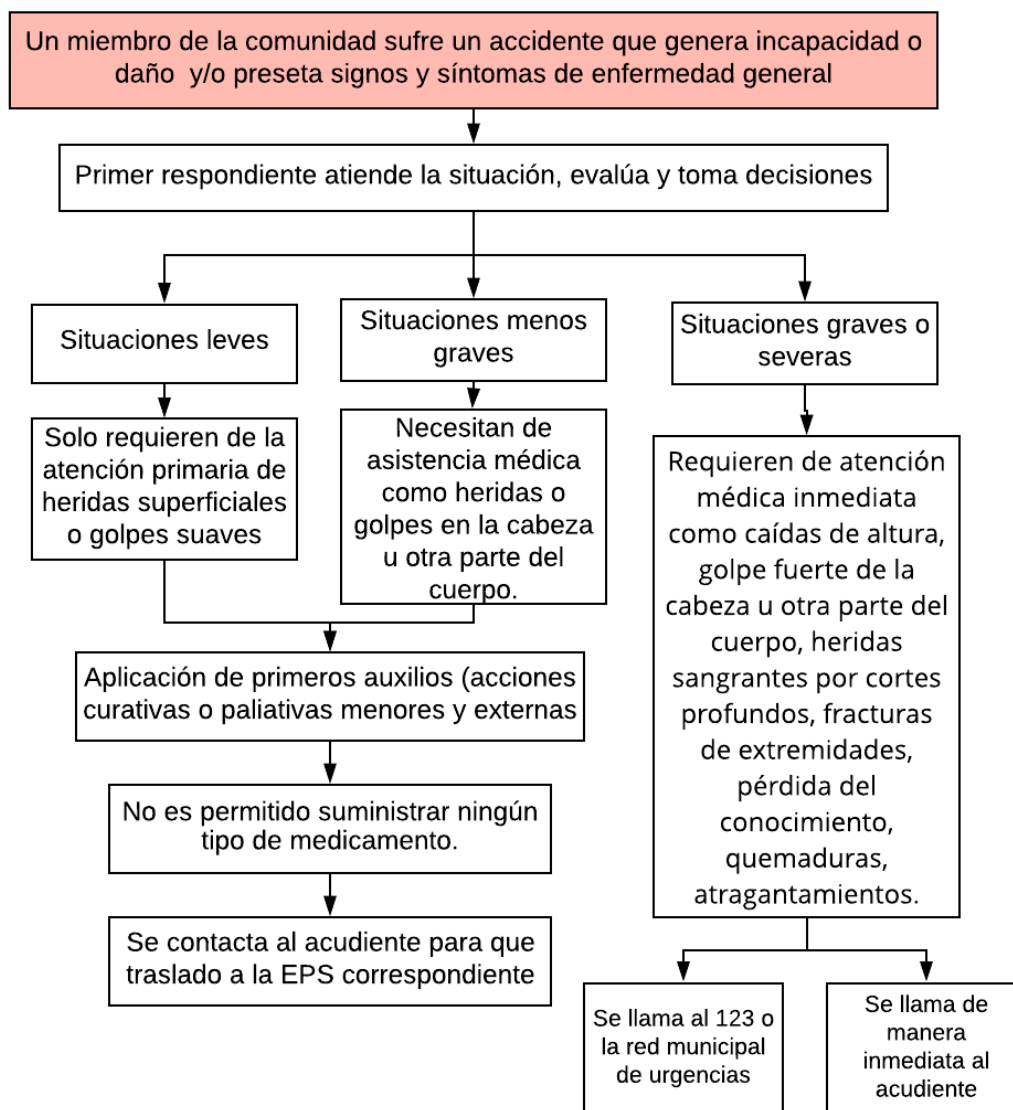 Un miembro de la comunidad sufre un accidente que genera incapacidad o
daño y/o preseta signos y síntomas de enfermedad general
Primer respondiente atiende la situación, evalúa y toma decisiones
Situaciones leves
Situaciones menos
graves
Situaciones graves o
severas
Solo requieren de la
atención primaria de
heridas superficiales
o golpes suaves
Necesitan de
asistencia médica
como heridas o
golpes en la cabeza
u otra parte del
cuerpo.
Requieren de atención
médica inmediata
como caídas de altura,
golpe fuerte de la
cabeza u otra parte del
cuerpo, heridas
sangrantes por cortes
profundos, fracturas
de extremidades,
pérdida del
conocimiento,
quemaduras,
atragantamientos.
Aplicación de primeros auxilios (acciones
curativas o paliativas menores y externas
No es permitido suministrar ningún
tipo de medicamento.
Se contacta al acudiente para que
traslado a la EPS correspondiente
Se llama al 123 o
la red municipal
de urgencias
Se llama de
manera
inmediata al
acudiente